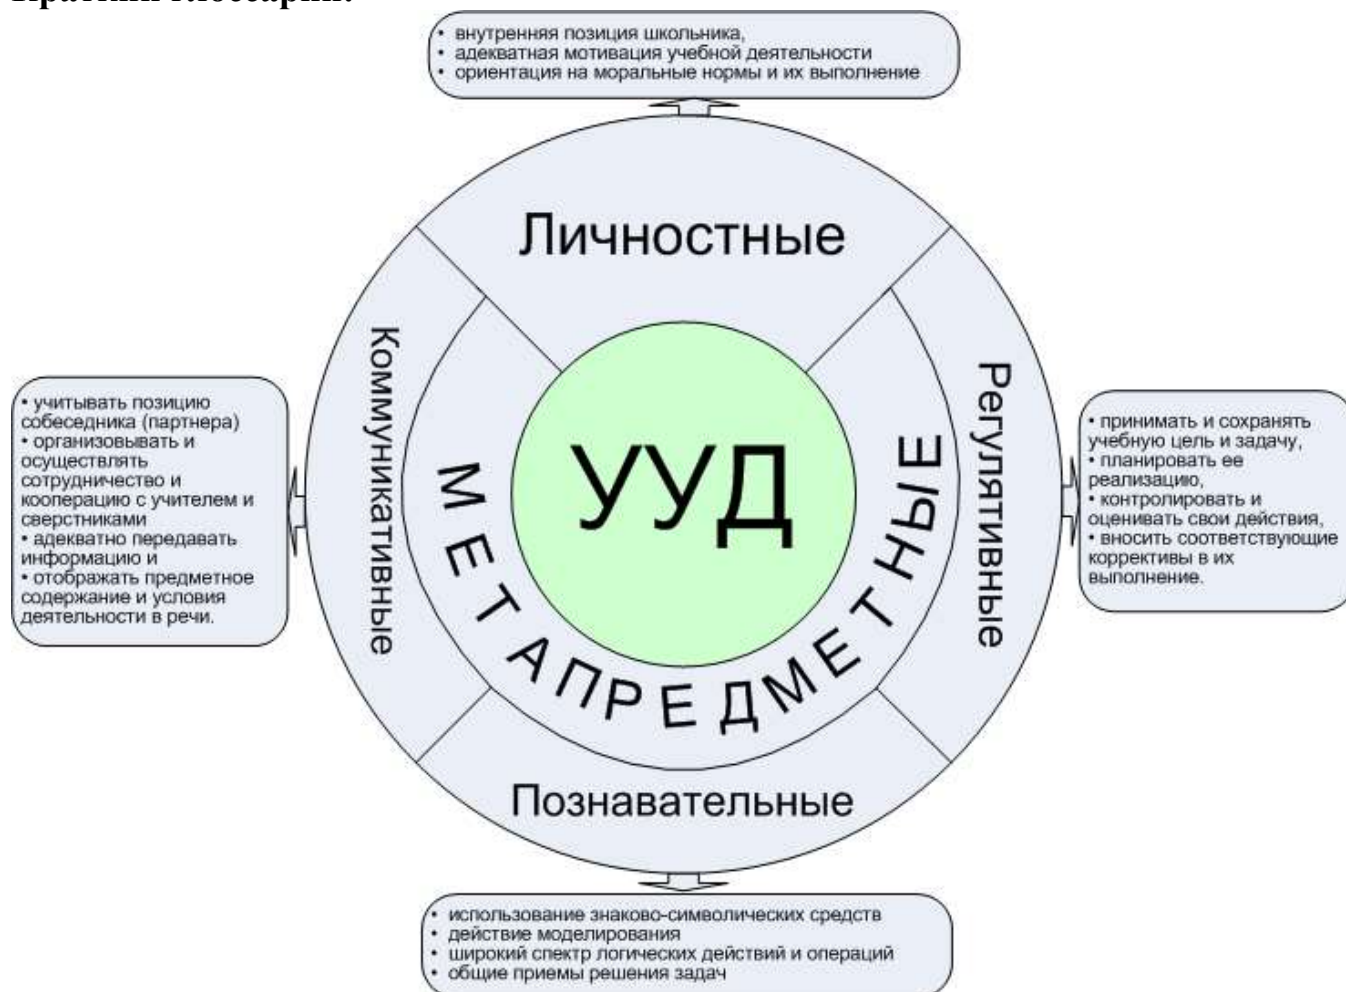 • внутренняя позиция школьника,
• адекватная мотивация учебной деятельности
• ориентация на моральные нормы и их выполнение
Личностные
Коммуникативные
Регулятивные
УУД
МЕТАПРЕДМЕТНЫЕ
Познавательные
• учитывать позицию
собеседника (партнера)
• организовывать и
осуществлять
сотрудничество и
кооперацию с учителем и
сверстниками
• адекватно передавать
информацию и
• отображать предметное
содержание и условия
деятельности в речи.
• принимать и сохранять
учебную цель и задачу,
• планировать ее
реализацию,
• контролировать и
оценивать свои действия,
• вносить соответствующие
коррективы в их
выполнение.
• использование знаково-символических средств
• действие моделирования
• широкий спектр логических действий и операций
• общие приемы решения задач